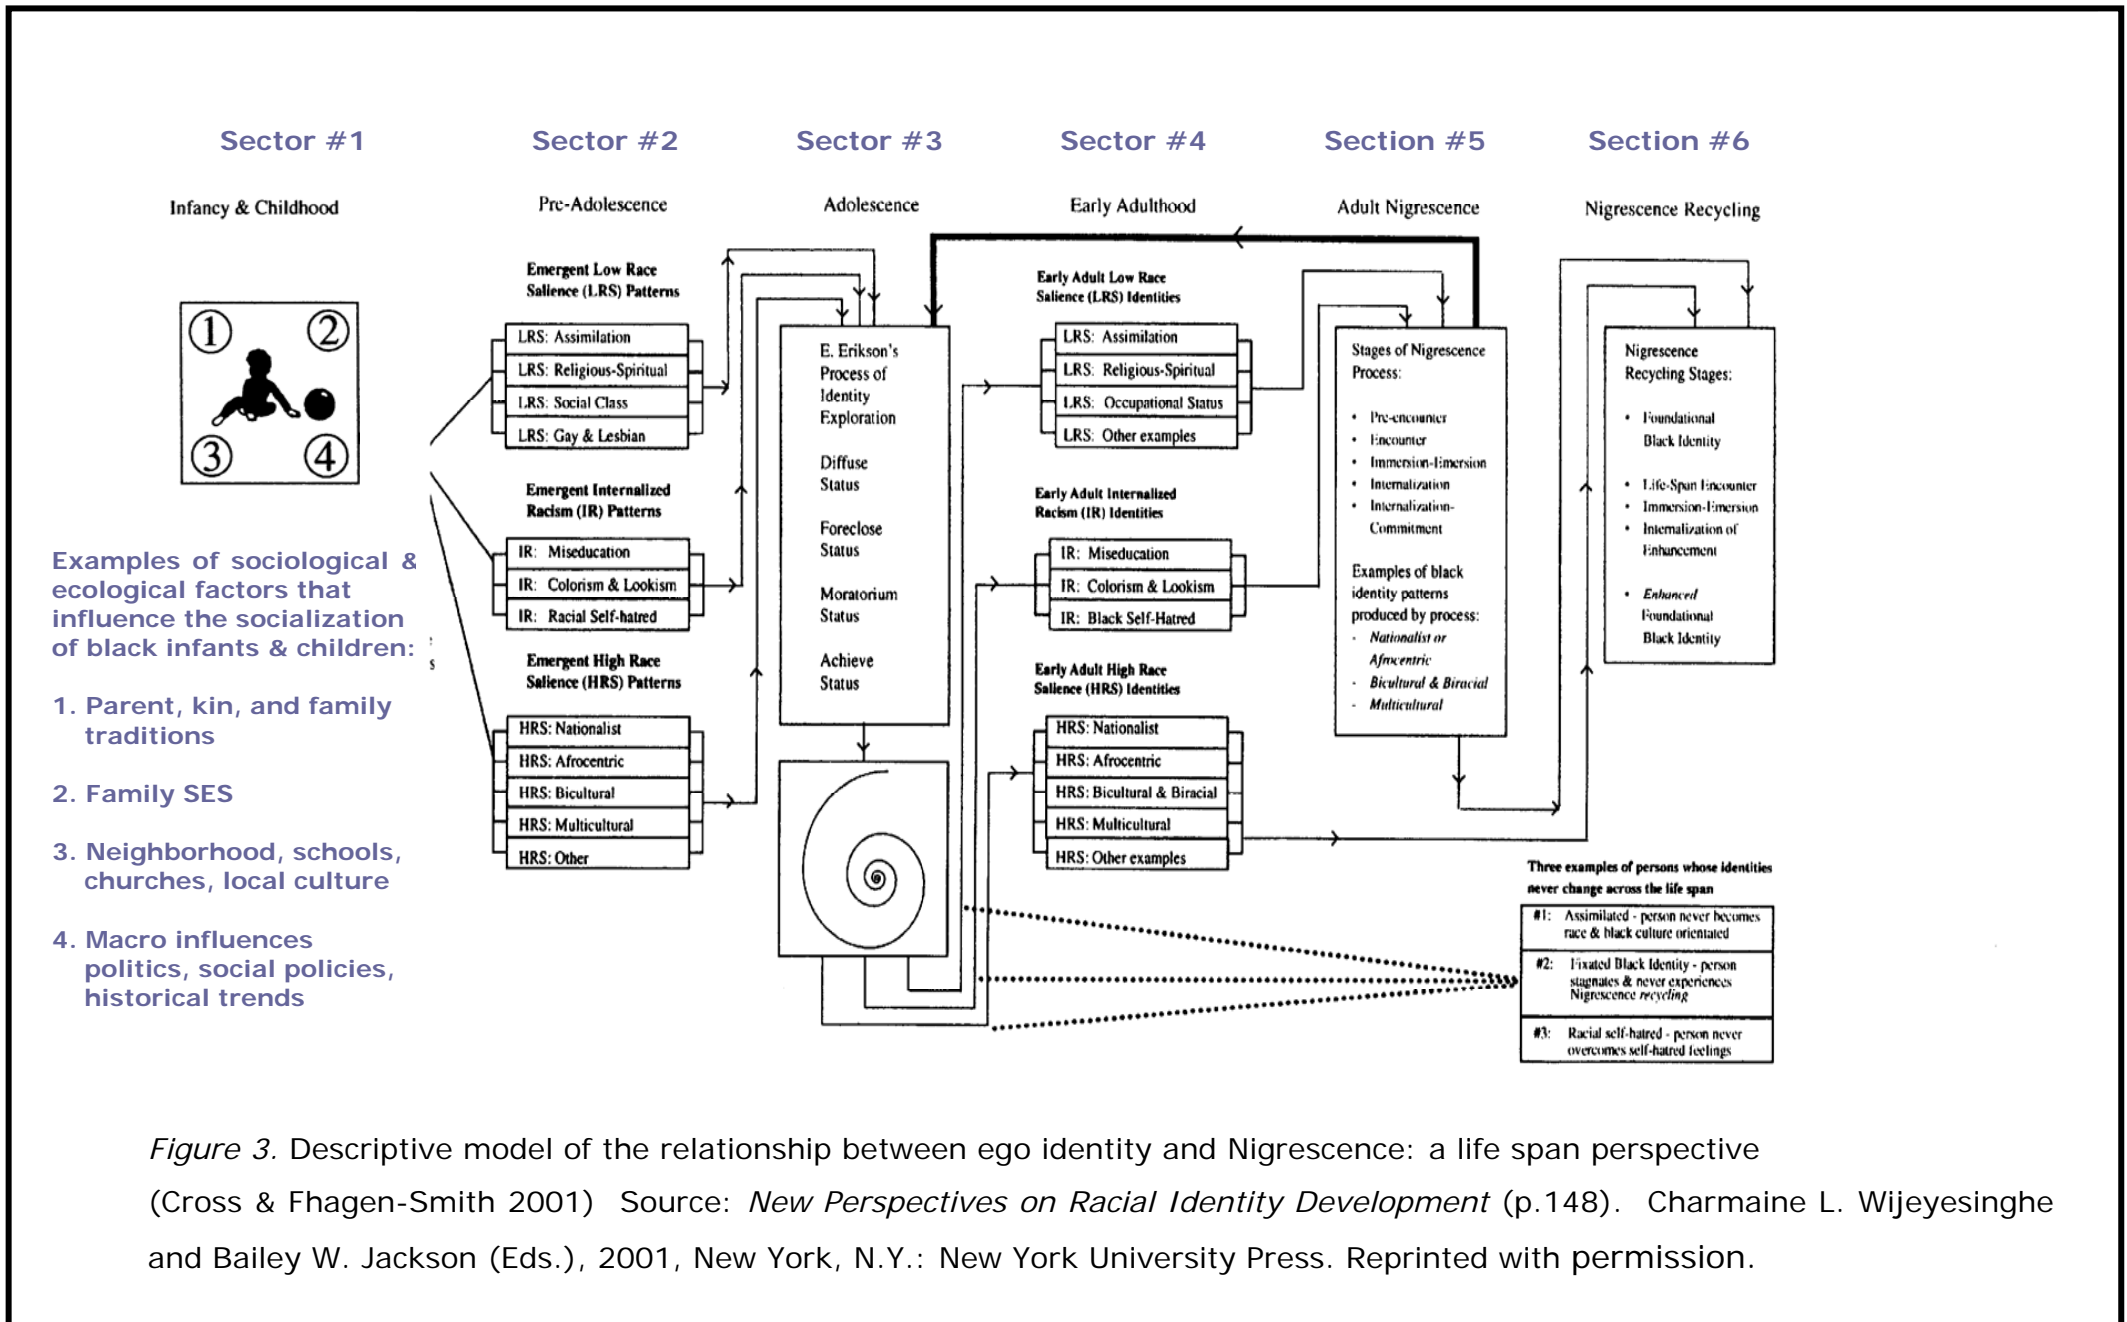 Sector #1
Sector #2
Sector #3
Sector #4
Section #5
Section #6
Infancy & Childhood
Pre-Adolescence
Adolescence
Early Adulthood
Adult Nigrescence
Nigrescence Recycling
1
2
3
4
Examples of sociological &
ecological factors that
influence the socialization
of black infants & children:
1. Parent, kin, and family
traditions
2. Family SES
3. Neighborhood, schools,
churches, local culture
4. Macro influences
politics, social policies,
historical trends
s
Emergent Low Race
Salience (LRS) Patterns
LRS: Assimilation
LRS: Religious-Spiritual
LRS: Social Class
LRS: Gay & Lesbian
Emergent Internalized
Racism (IR) Patterns
IR: Miseducation
IR: Colorism & Lookism
IR: Racial Self-hatred
Emergent High Race
Salience (HRS) Patterns
HRS: Nationalist
HRS: Afrocentric
HRS: Bicultural
HRS: Multicultural
HRS: Other
E. Erikson's
Process of
Identity
Exploration
Diffuse
Status
Foreclose
Status
Moratorium
Status
Achieve
Status
Early Adult Low Race
Salience (LRS) Identities
LRS: Assimilation
LRS: Religious-Spiritual
LRS: Occupational Status
LRS: Other examples
Early Adult Internalized
Racism (IR) Identities
IR: Miseducation
IR: Colorism & Lookism
IR: Black Self-Hatred
Early Adult High Race
Salience (HRS) Identities
HRS: Nationalist
HRS: Afrocentric
HRS: Bicultural & Biracial
HRS: Multicultural
HRS: Other examples
Stages of Nigrescence
Process:
• Pre-encounter
• Encounter
• Immersion-Emersion
• Internalization
• Internalization-
Commitment
Examples of black
identity patterns
produced by process:
- Nationalist or
Afrocentric
- Bicultural & Biracial
- Multicultural
Nigrescence
Recycling Stages:
• Foundational
Black Identity
• Life-Span Encounter
• Immersion-Emersion
• Internalization of
Enhancement
• Enhanced
Foundational
Black Identity
Three examples of persons whose identities
never change across the life span
#1: Assimilated - person never becomes
race & black culture orientated
#2: Fixated Black Identity - person
stagnates & never experiences
Nigrescence recycling
#3: Racial self-hatred - person never
overcomes self-hatred feelings
Figure 3. Descriptive model of the relationship between ego identity and Nigrescence: a life span perspective
(Cross & Fhagen-Smith 2001) Source: New Perspectives on Racial Identity Development (p.148). Charmaine L. Wijeyesinghe
and Bailey W. Jackson (Eds.), 2001, New York, N.Y.: New York University Press. Reprinted with permission.